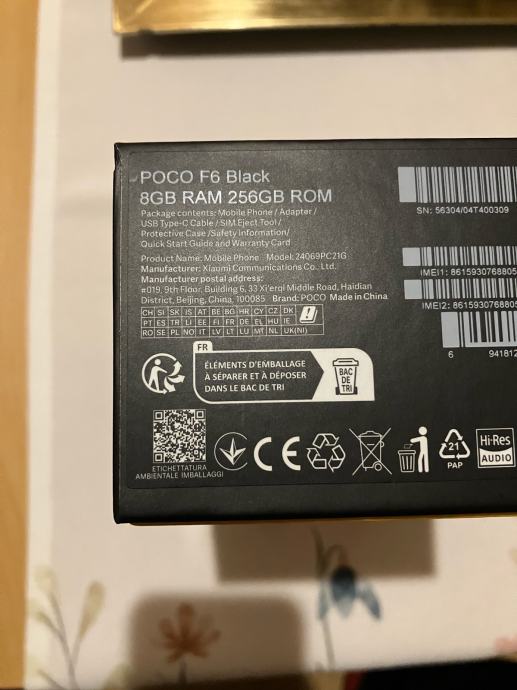 POCO F6 Black
8GB RAM 256GB ROM
Package contents: Mobile Phone / Adapter /
USB Type-C Cable / SIM Eject Tool /
Protective Case /Safety Information/
Quick Start Guide and Warranty Card
Product Name: Mobile Phone Model: 24069PC21G
Manufacturer: Xiaomi Communications Co., Ltd.
Manufacturer postal address:
#019, 9th Floor, Building 6, 33 Xi'erqi Middle Road, Haidian
District, Beijing, China, 100085 Brand: POCO Made in China
CH SI SK IS AT BE BG HR CY CZ DK
PT ES TR LI EE FI FR DE EL HU IE
RO SE PL NO IT LV LT LU MT NL UK(NI)
SN: 56304/04T400309
IMEI1: 8615930768805
IMEI2: 8615930768805
6 941812
FR
ÉLÉMENTS D'EMBALLAGE
À SÉPARER ET À DÉPOSER
DANS LE BAC DE TRI
BAC
DE
TRI
ETICHETTATURA
AMBIENTALE IMBALLAGGI
CE
21
PAP
Hi-Res
AUDIO